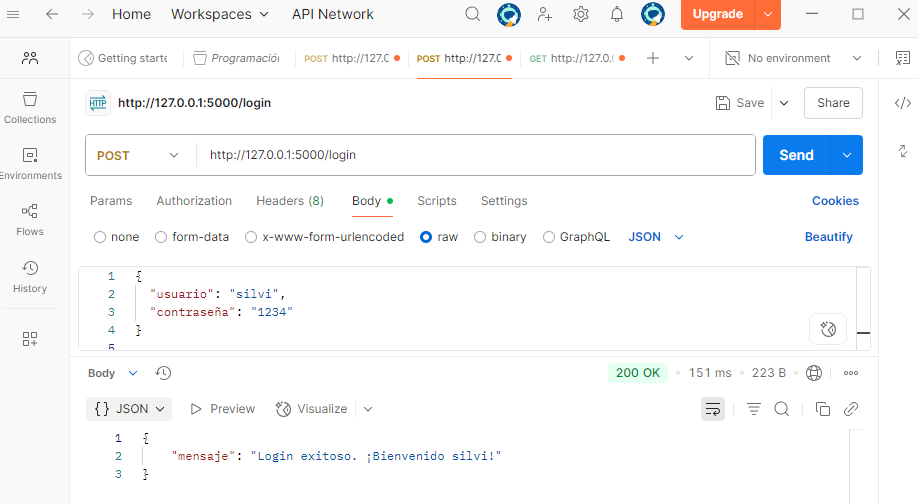 Home Workspaces API Network Upgrade
Getting starte Programació POST http://127.0 POST http://127.0 GET http://127.0. No environment
HTTP http://127.0.0.1:5000/login Save Share
Collections
POST http://127.0.0.1:5000/login Send
Environments
Params Authorization Headers (8) Body Scripts Settings Cookies
Flows
none form-data x-www-form-urlencoded raw binary GraphQL JSON Beautify
History
1 {
2 "usuario": "silvi",
3 "contraseña": "1234"
4 }
5
Body 200 OK 151 ms 223 B
{} JSON Preview Visualize
1 {
2 "mensaje": "Login exitoso. ¡Bienvenido silvi!"
3 }